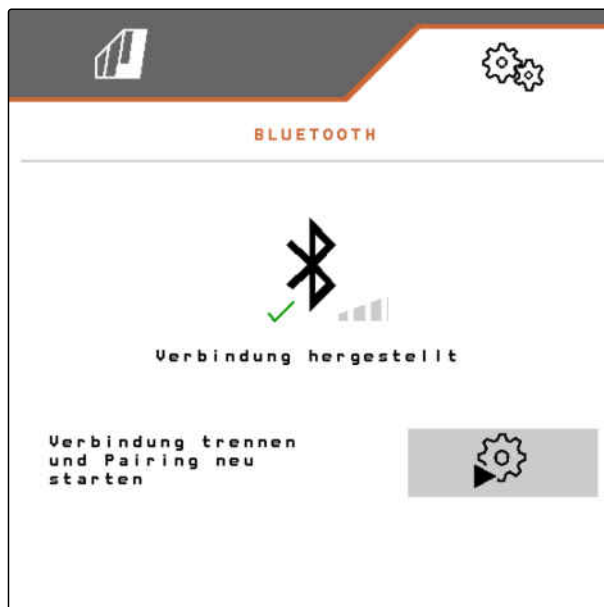 BLUETOOTH
Verbindung hergestellt
Verbindung trennen
und Pairing neu
starten